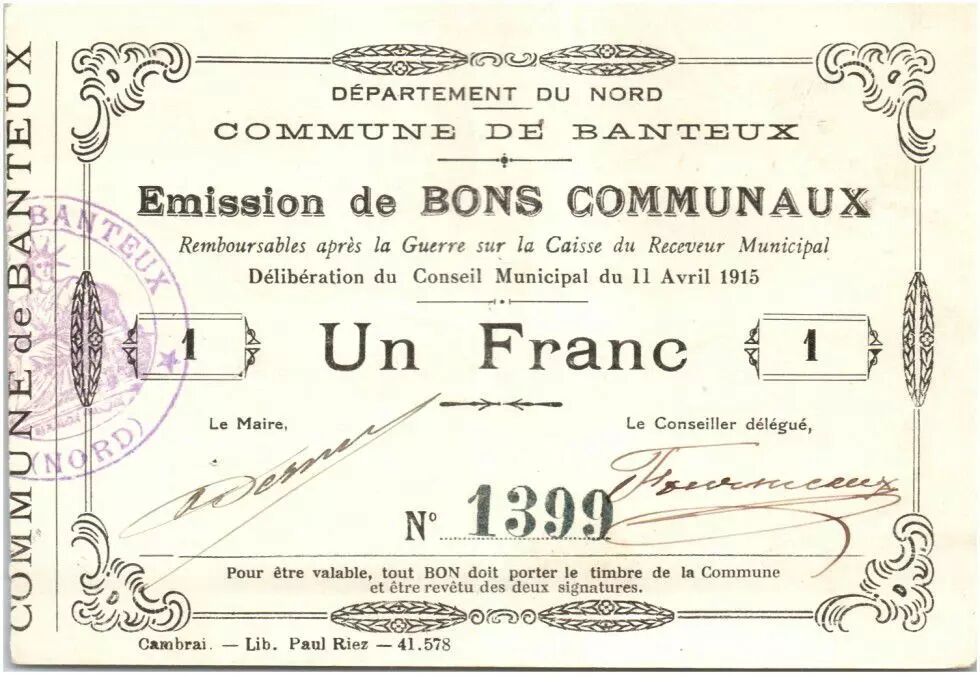 COMMUNE de BANTEUX
DÉPARTEMENT DU NORD
COMMUNE DE BANTEUX
Emission de BONS COMMUNAUX
Remboursables après la Guerre sur la Caisse du Receveur Municipal
Délibération du Conseil Municipal du 11 Avril 1915
BANTEUX
(NORD)
1 Un Franc 1
Le Maire, Le Conseiller délégué,
Nº 1399
Pour être valable, tout BON doit porter le timbre de la Commune
et être revêtu des deux signatures.
Cambrai. — Lib. Paul Riez — 41.578